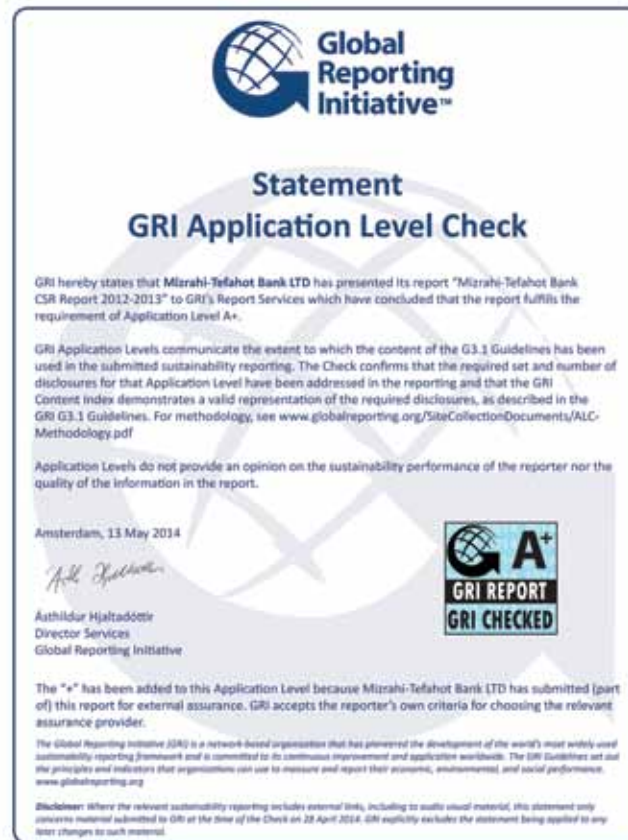 Global
Reporting
Initiative™
Statement
GRI Application Level Check
GRI hereby states that Mizrahi-Tefahot Bank LTD has presented its report "Mizrahi-Tefahot Bank
CSR Report 2012-2013" to GRI's Report Services which have concluded that the report fulfills the
requirement of Application Level A+.
GRI Application Levels communicate the extent to which the content of the G3.1 Guidelines has been
used in the submitted sustainability reporting. The Check confirms that the required set and number of
disclosures for that Application Level have been addressed in the reporting and that the GRI
Content Index demonstrates a valid representation of the required disclosures, as described in the
GRI G3.1 Guidelines. For methodology, see www.globalreporting.org/SiteCollectionDocuments/ALC-
Methodology.pdf
Application Levels do not provide an opinion on the sustainability performance of the reporter nor the
quality of the information in the report.
Amsterdam, 13 May 2014
Ásthildur Hjaltadóttir
Director Services
Global Reporting Initiative
A+
GRI REPORT
GRI CHECKED
The "+" has been added to this Application Level because Mizrahi-Tefahot Bank LTD has submitted (part
of) this report for external assurance. GRI accepts the reporter's own criteria for choosing the relevant
assurance provider.
The Global Reporting Initiative (GRI) is a network-based organization that has pioneered the development of the world's most widely used
sustainability reporting framework and is committed to its continuous improvement and application worldwide. The GRI Guidelines set out
the principles and indicators that organizations can use to measure and report their economic, environmental, and social performance.
www.globalreporting.org
Disclaimer: Where the relevant sustainability reporting includes external links, including to audio visual material, this statement only
concerns material submitted to GRI at the time of the Check on 28 April 2014. GRI explicitly excludes the statement being applied to any
later changes to such material.